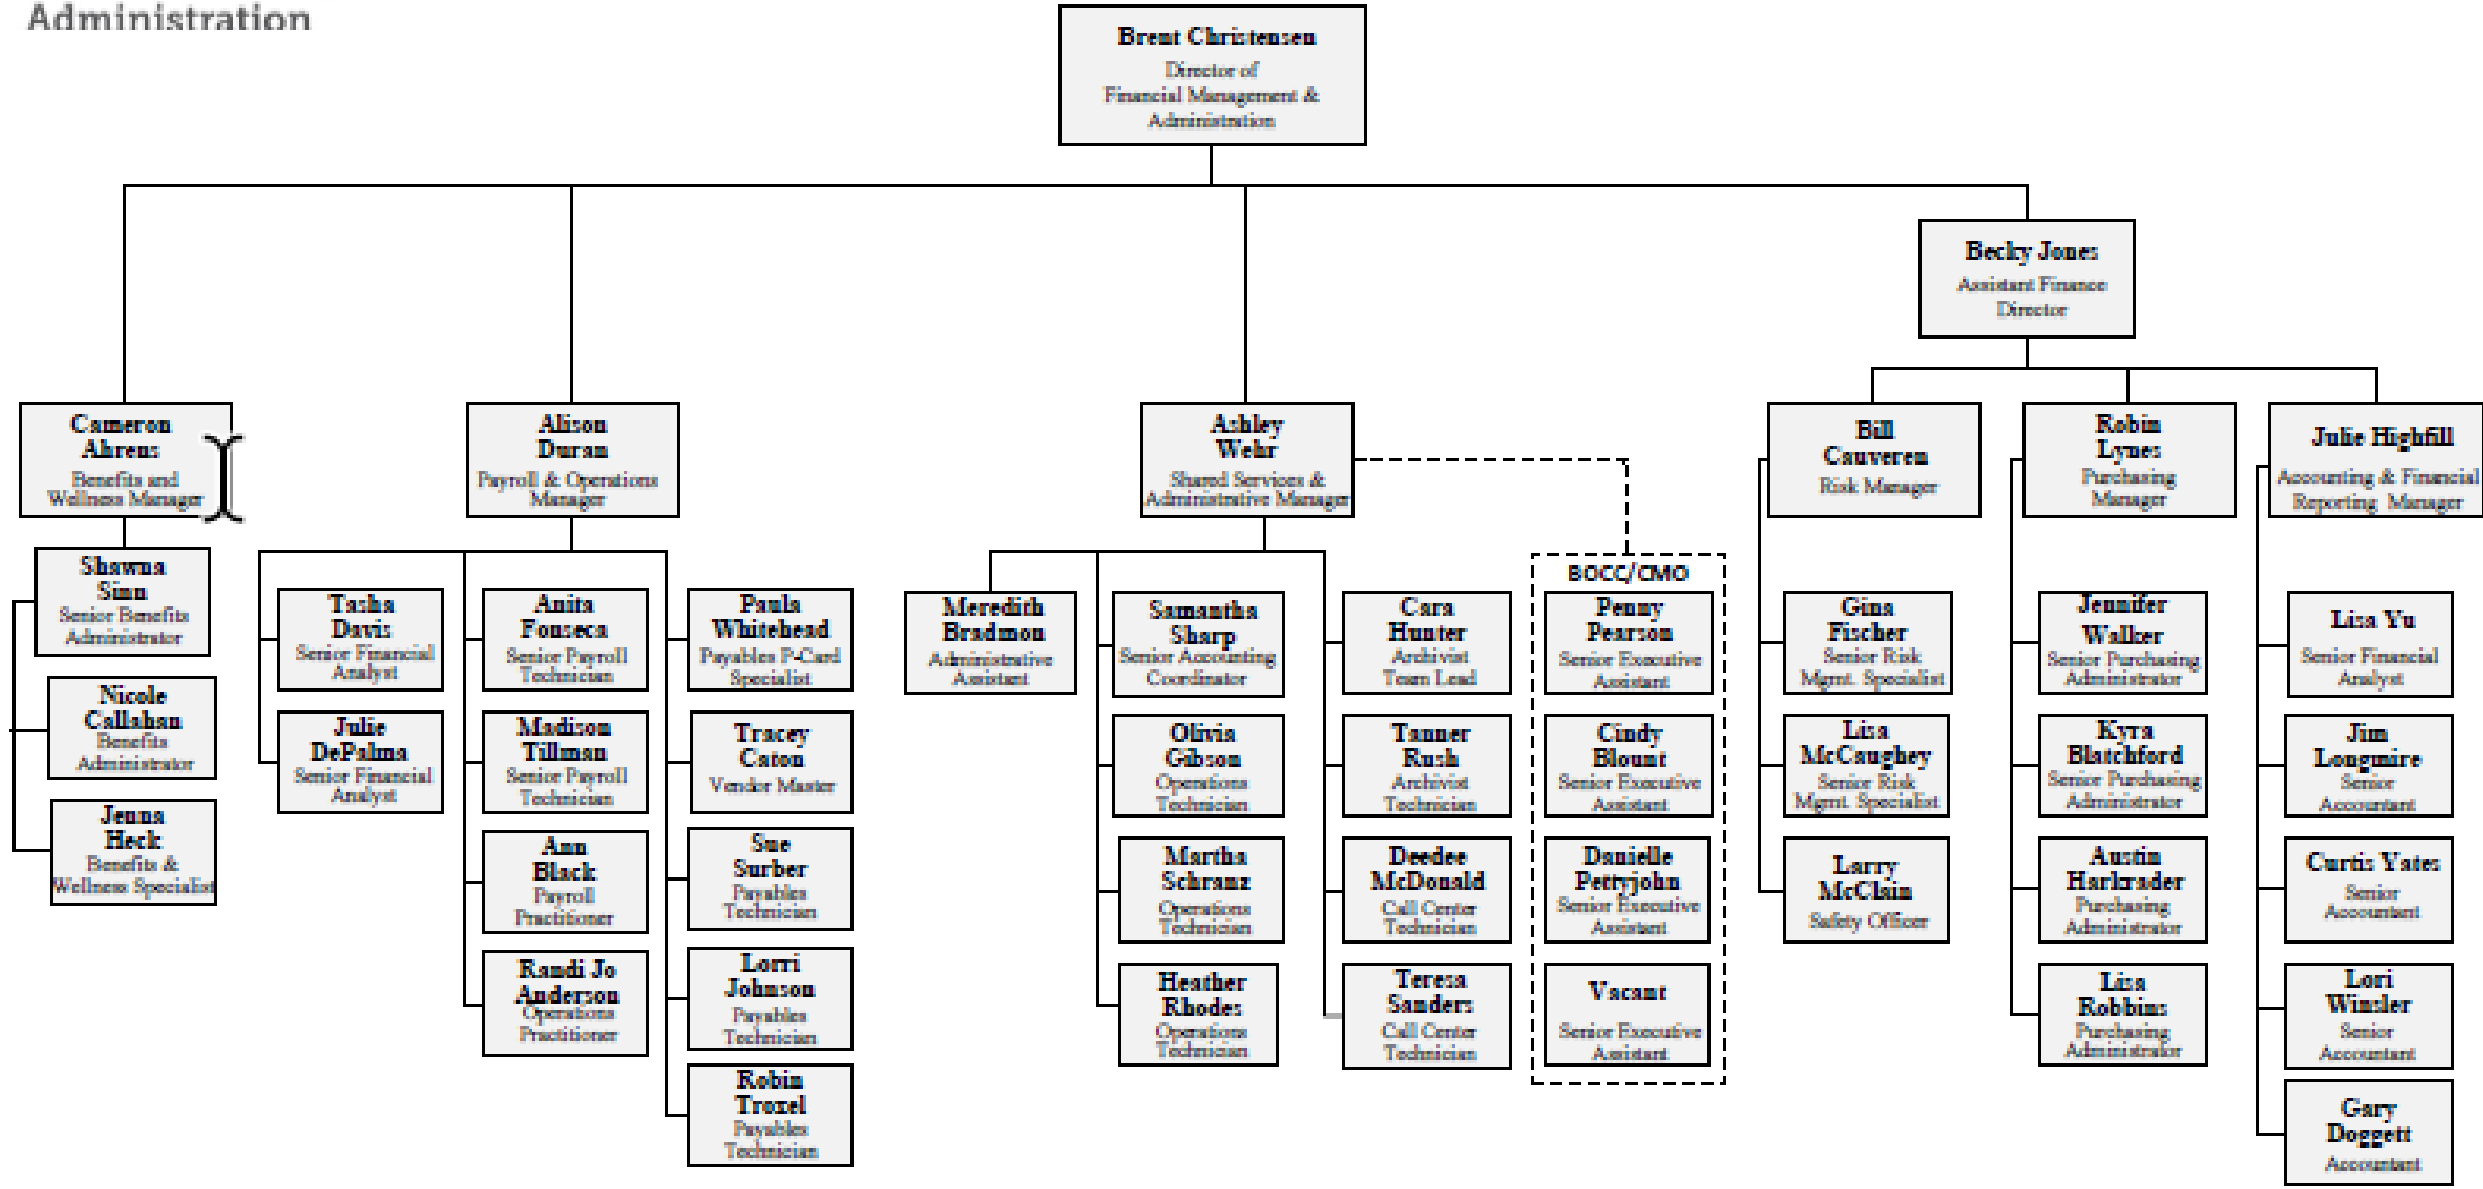 Administration
Brent Christensen
Director of
Financial Management &
Administration
Becky Jones
Assistant Finance
Director
Cameron
Ahrens
Benefits and
Wellness Manager
Alison
Duran
Payroll & Operations
Manager
Ashley
Wehr
Shared Services &
Administrative Manager
Bill
Cauveren
Risk Manager
Robin
Lynes
Purchasing
Manager
Julie Highfill
Accounting & Financial
Reporting Manager
Shawna
Sinn
Senior Benefits
Administrator
Nicole
Callahan
Benefits
Administrator
Jenna
Heck
Benefits &
Wellness Specialist
Tasha
Davis
Senior Financial
Analyst
Julie
DePalma
Senior Financial
Analyst
Anita
Fonseca
Senior Payroll
Technician
Madison
Tillman
Senior Payroll
Technician
Ann
Black
Payroll
Practitioner
Randi Jo
Anderson
Operations
Practitioner
Paula
Whitehead
Payables P-Card
Specialist
Tracey
Caton
Vendor Master
Sue
Surber
Payables
Technician
Lorri
Johnson
Payables
Technician
Robin
Troxel
Payables
Technician
Meredith
Bradmon
Administrative
Assistant
Samantha
Sharp
Senior Accounting
Coordinator
Olivia
Gibson
Operations
Technician
Martha
Schranz
Operations
Technician
Heather
Rhodes
Operations
Technician
Cara
Hunter
Archivist
Team Lead
Tanner
Rush
Archivist
Technician
Deedee
McDonald
Call Center
Technician
Teresa
Sanders
Call Center
Technician
BOCC/CMO
Penny
Pearson
Senior Executive
Assistant
Cindy
Blount
Senior Executive
Assistant
Danielle
Pettyjohn
Senior Executive
Assistant
Vacant
Senior Executive
Assistant
Gina
Fischer
Senior Risk
Mgmt. Specialist
Lisa
McCaughey
Senior Risk
Mgmt. Specialist
Larry
McClain
Safety Officer
Jennifer
Walker
Senior Purchasing
Administrator
Kyra
Blatchford
Senior Purchasing
Administrator
Austin
Harkrader
Purchasing
Administrator
Lisa
Robbins
Purchasing
Administrator
Lisa Yu
Senior Financial
Analyst
Jim
Longmire
Senior
Accountant
Curtis Yates
Senior
Accountant
Lori
Winsler
Senior
Accountant
Gary
Doggett
Accountant